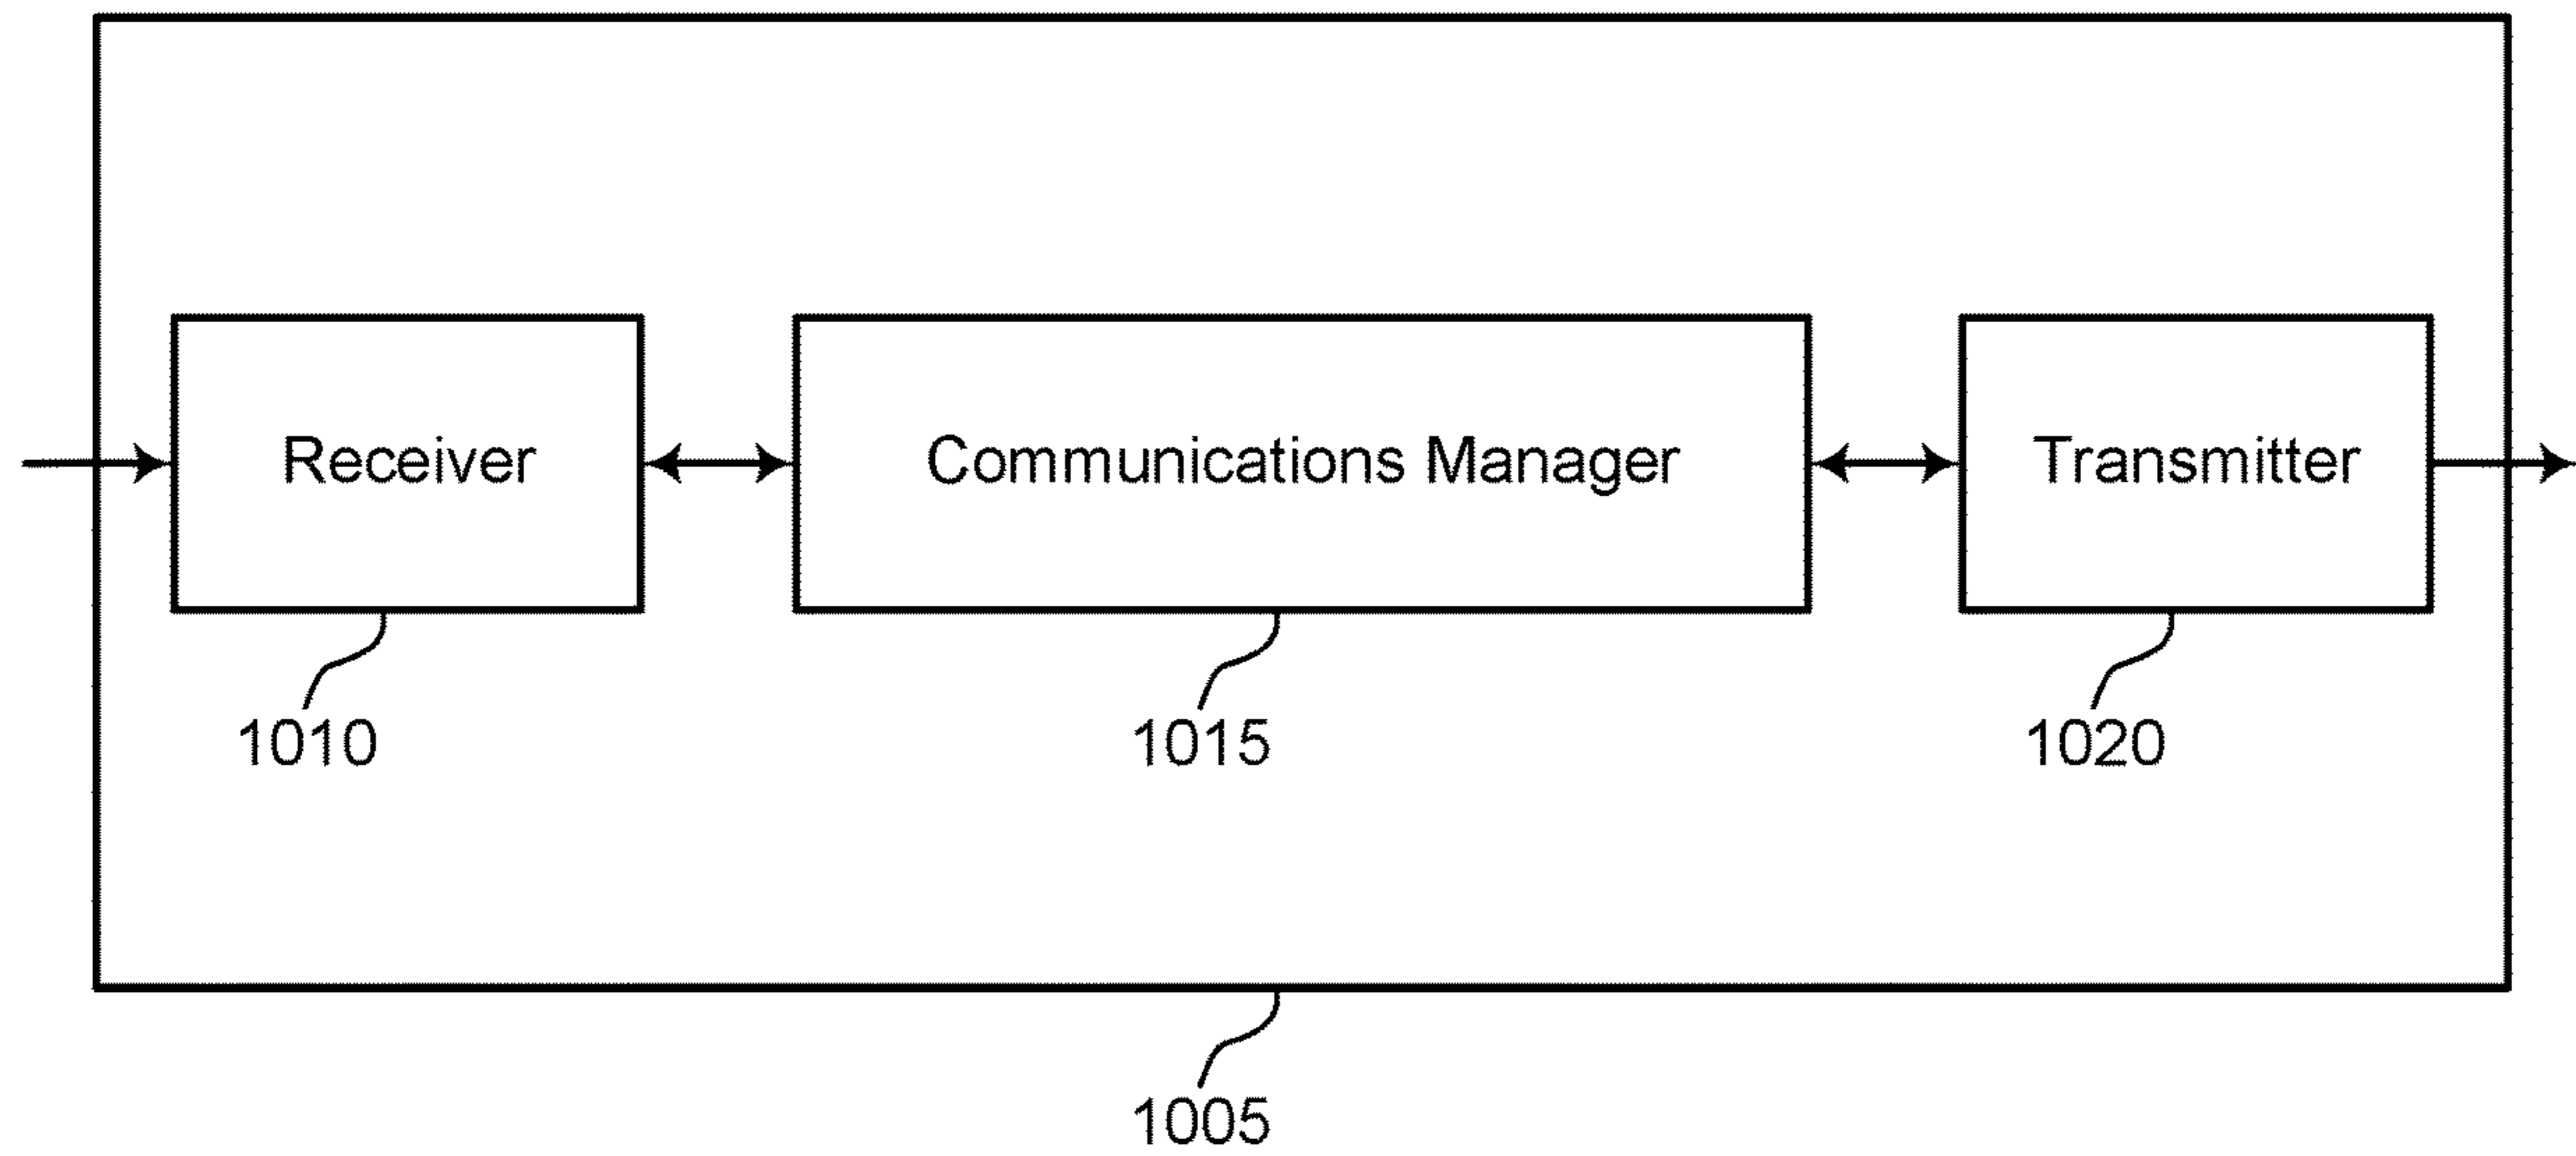 Receiver
Communications Manager
Transmitter
1010
1015
1020
1005